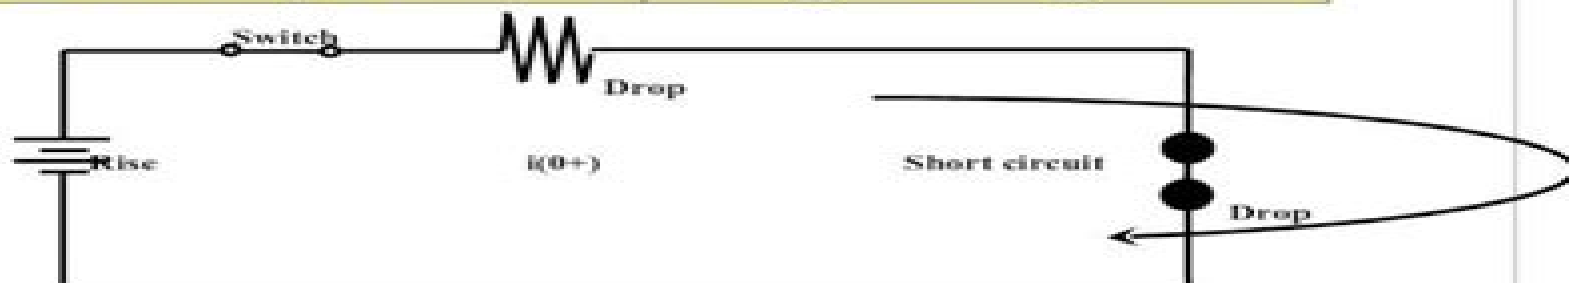 Switch
Drop
Rise
i(0+)
Short circuit
Drop